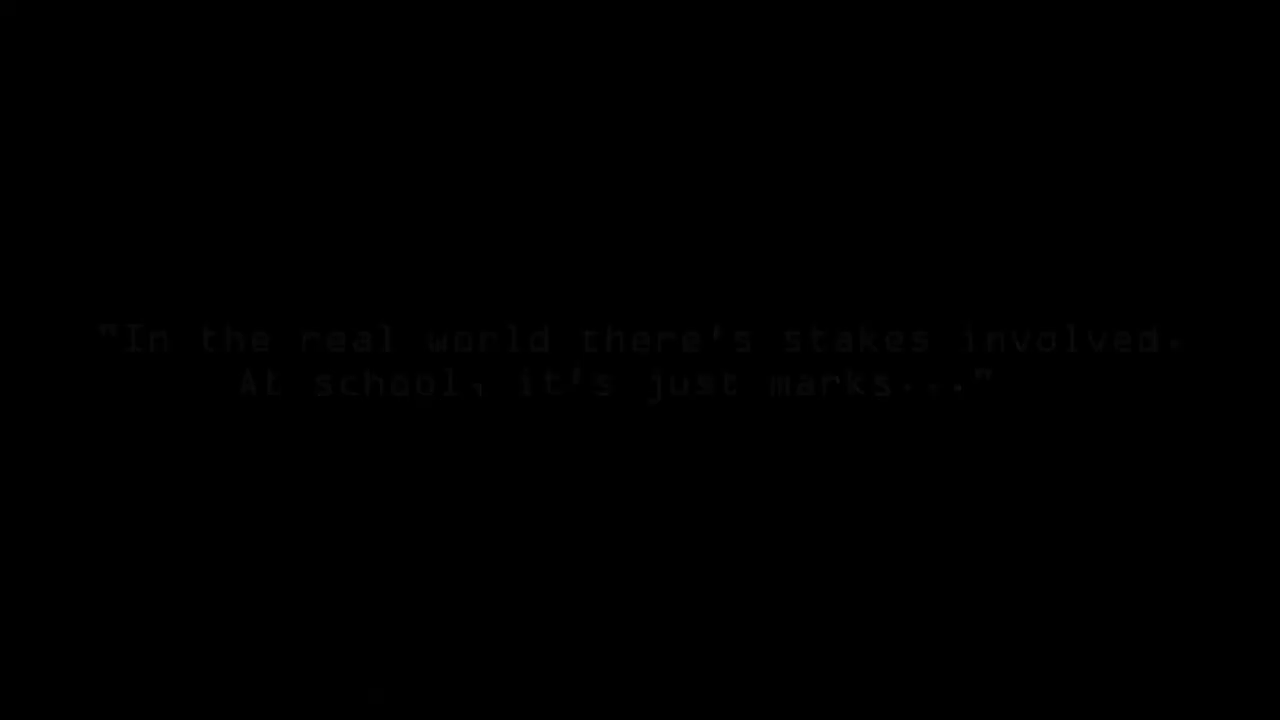 "In the real world there's stakes involved.
At school, it's just marks..."